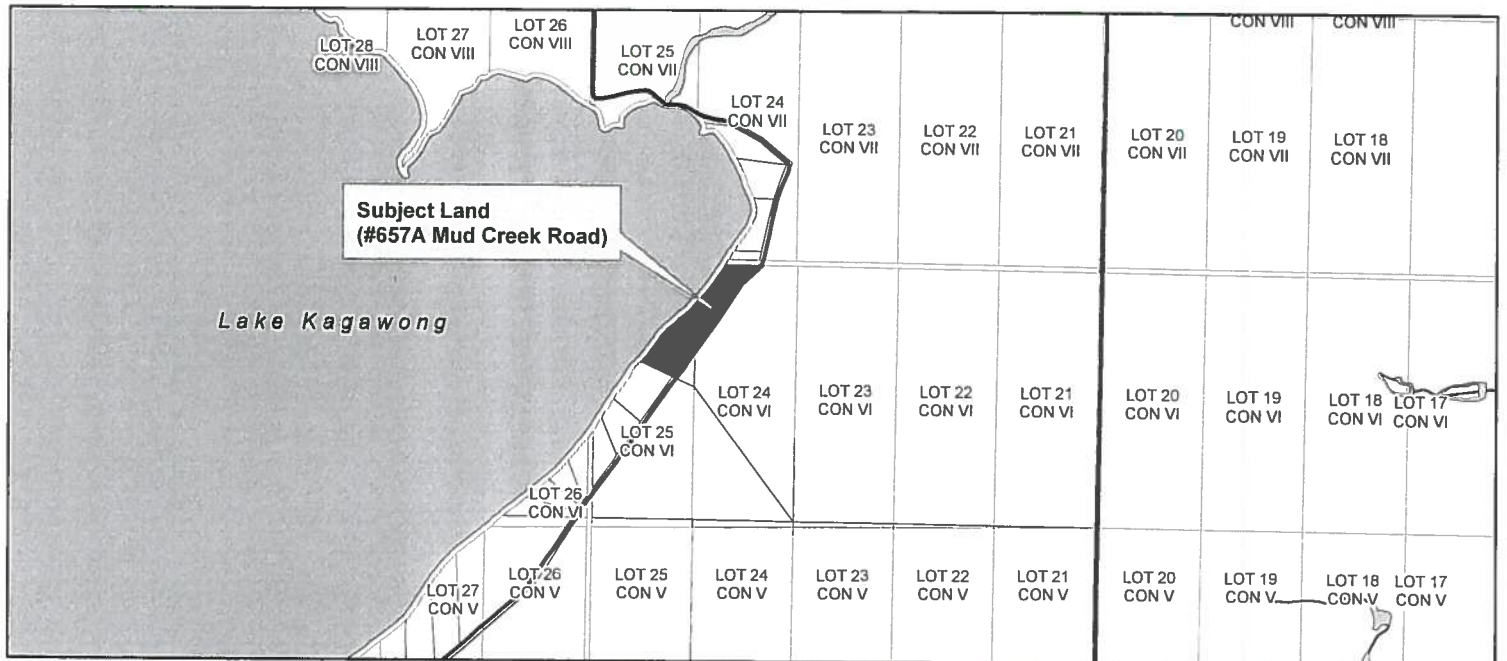 CON VIII
CON VIII
LOT 28
CON VIII
LOT 27
CON VIII
LOT 26
CON VIII
LOT 25
CON VII
LOT 24
CON VII
LOT 23
CON VII
LOT 22
CON VII
LOT 21
CON VII
LOT 20
CON VII
LOT 19
CON VII
LOT 18
CON VII
Subject Land
(#657A Mud Creek Road)
Lake Kagawong
LOT 24
CON VI
LOT 23
CON VI
LOT 22
CON VI
LOT 21
CON VI
LOT 20
CON VI
LOT 19
CON VI
LOT 18
CON VI
LOT 17
CON VI
LOT 25
CON VI
LOT 26
CON VI
LOT 27
CON V
LOT 26
CON V
LOT 25
CON V
LOT 24
CON V
LOT 23
CON V
LOT 22
CON V
LOT 21
CON V
LOT 20
CON V
LOT 19
CON V
LOT 18
CON V
LOT 17
CON V